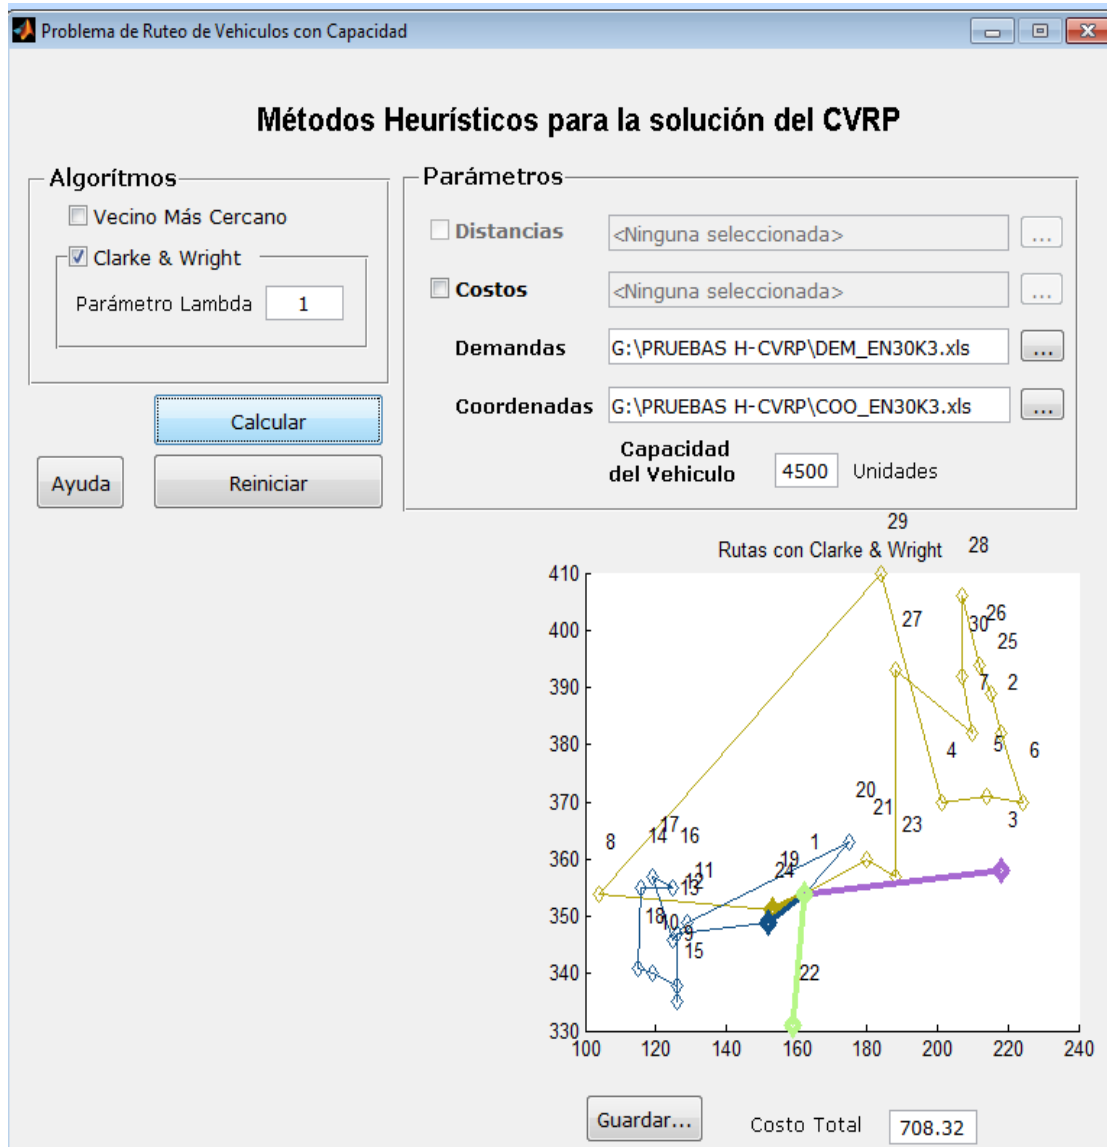 Problema de Ruteo de Vehiculos con Capacidad
Métodos Heurísticos para la solución del CVRP
Algorítmos
Vecino Más Cercano
Clarke & Wright
Parámetro Lambda 1
Calcular
Ayuda
Reiniciar
Parámetros
Distancias <Ninguna seleccionada> ...
Costos <Ninguna seleccionada> ...
Demandas G:\PRUEBAS H-CVRP\DEM_EN30K3.xls ...
Coordenadas G:\PRUEBAS H-CVRP\COO_EN30K3.xls ...
Capacidad
del Vehiculo 4500 Unidades
29
Rutas con Clarke & Wright 28
410
27 30 26
400
25
390
7 2
380
4 5 6
370
20 21 23 3
360
8 14 17 16 1
11 19
12 24
13
350
18 10 9
15
340
22
330
100 120 140 160 180 200 220 240
Guardar... Costo Total 708.32